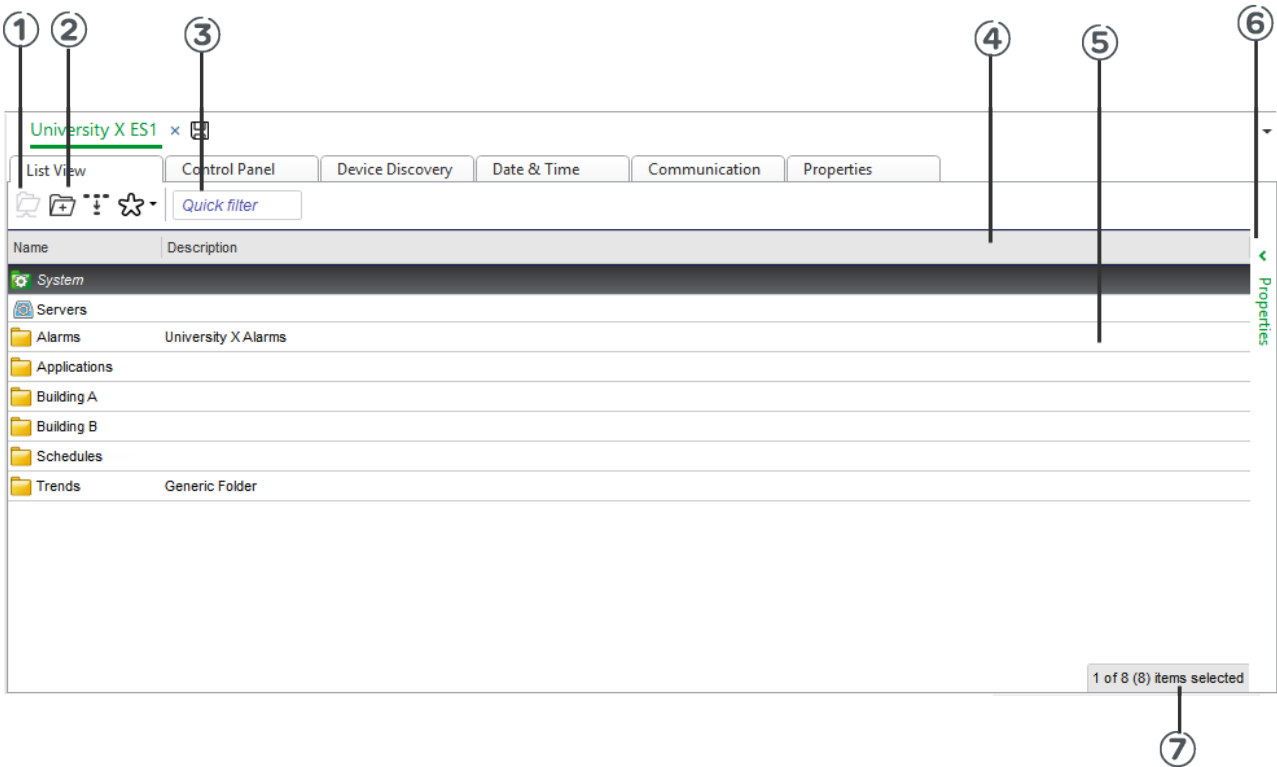 1 2 3 4 5 6
University X ES1
List View Control Panel Device Discovery Date & Time Communication Properties
Quick filter
Name Description
System
Servers
Alarms University X Alarms
Applications
Building A
Building B
Schedules
Trends Generic Folder
Properties
1 of 8 (8) items selected
7